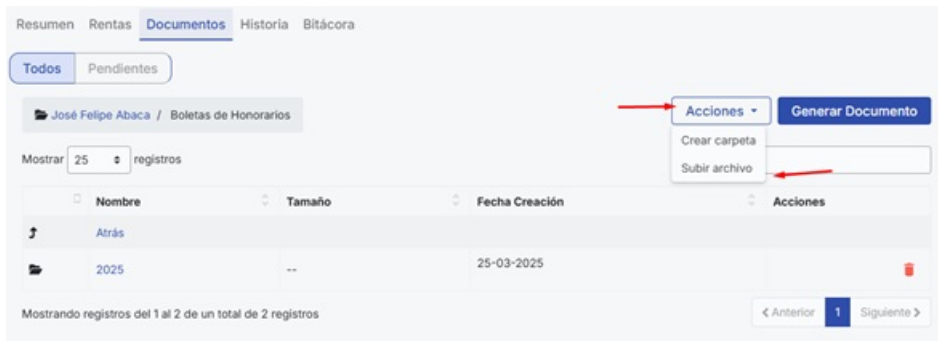 Resumen Rentas Documentos Historia Bitácora
Todos Pendientes
José Felipe Abaca / Boletas de Honorarios
Acciones
Generar Documento
Crear carpeta
Subir archivo
Mostrar 25 registros
Nombre Tamaño Fecha Creación Acciones
Atrás
2025 -- 25-03-2025
Mostrando registros del 1 al 2 de un total de 2 registros
Anterior 1 Siguiente